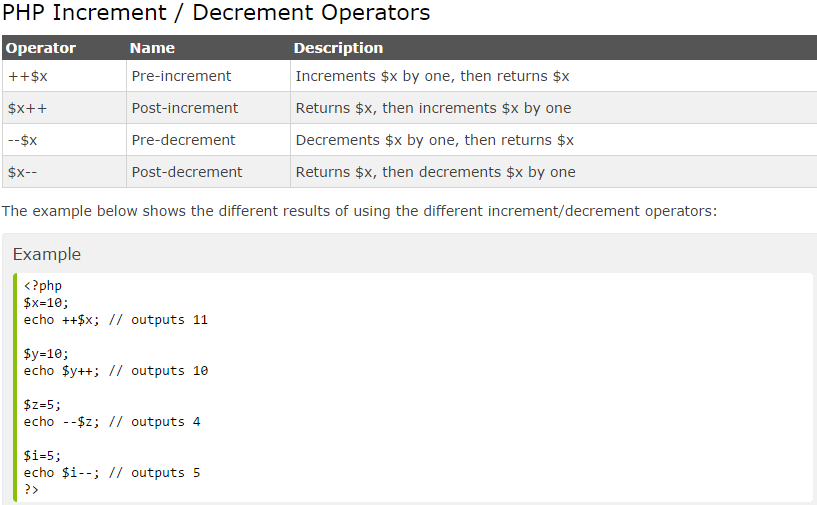 PHP Increment / Decrement Operators
Operator Name Description
++$x Pre-increment Increments $x by one, then returns $x
$x++ Post-increment Returns $x, then increments $x by one
--$x Pre-decrement Decrements $x by one, then returns $x
$x-- Post-decrement Returns $x, then decrements $x by one
The example below shows the different results of using the different increment/decrement operators:
Example
<?php
$x=10;
echo ++$x; // outputs 11
$y=10;
echo $y++; // outputs 10
$z=5;
echo --$z; // outputs 4
$i=5;
echo $i--; // outputs 5
?>